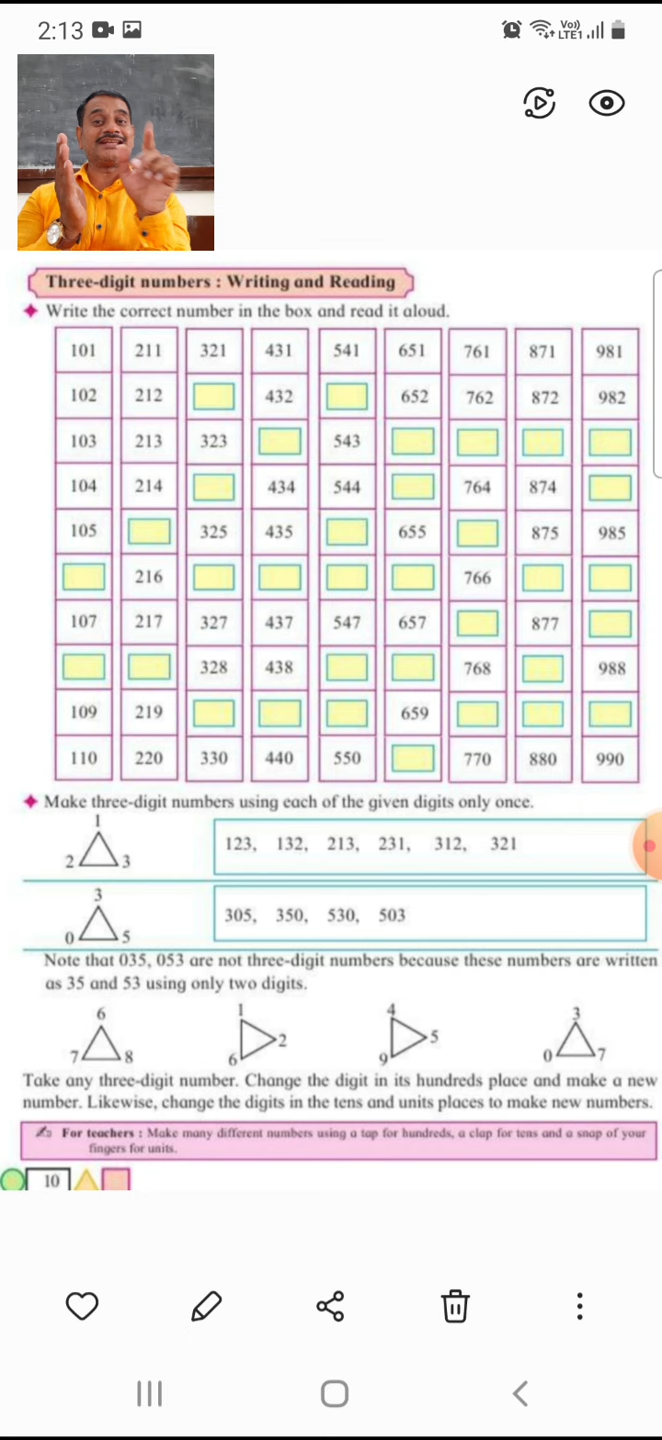 2:13
Vo))
LTE1
Three-digit numbers : Writing and Reading
Write the correct number in the box and read it aloud.
101 211 321 431 541 651 761 871 981
102 212 432 652 762 872 982
103 213 323 543
104 214 434 544 764 874
105 325 435 655 875 985
216 766
107 217 327 437 547 657 877
328 438 768 988
109 219 659
110 220 330 440 550 770 880 990
Make three-digit numbers using each of the given digits only once.
1
2 3
123, 132, 213, 231, 312, 321
3
0 5
305, 350, 530, 503
Note that 035, 053 are not three-digit numbers because these numbers are written
as 35 and 53 using only two digits.
6 1 4 3
7 8 6 2 9 5 0 7
Take any three-digit number. Change the digit in its hundreds place and make a new
number. Likewise, change the digits in the tens and units places to make new numbers.
For teachers : Make many different numbers using a tap for hundreds, a clap for tens and a snap of your
fingers for units.
10